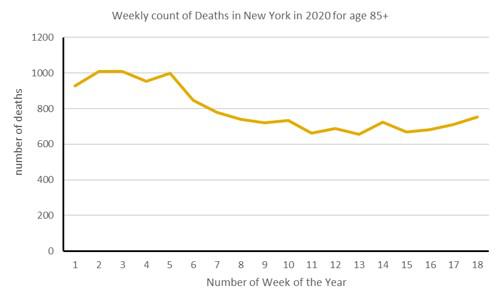 Weekly count of Deaths in New York in 2020 for age 85+
1200
1000
800
600
400
200
0
number of deaths
1 2 3 4 5 6 7 8 9 10 11 12 13 14 15 16 17 18
Number of Week of the Year